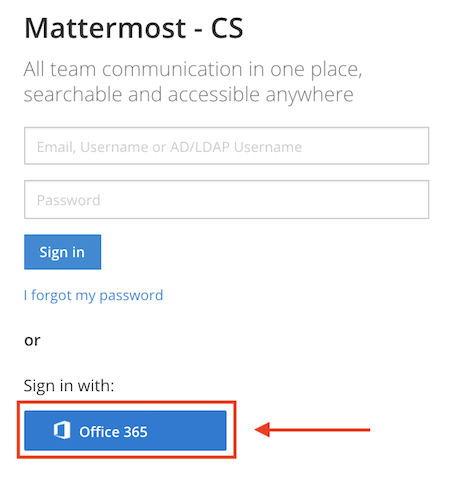 Mattermost - CS
All team communication in one place,
searchable and accessible anywhere
Email, Username or AD/LDAP Username
Password
Sign in
I forgot my password
or
Sign in with:
Office 365